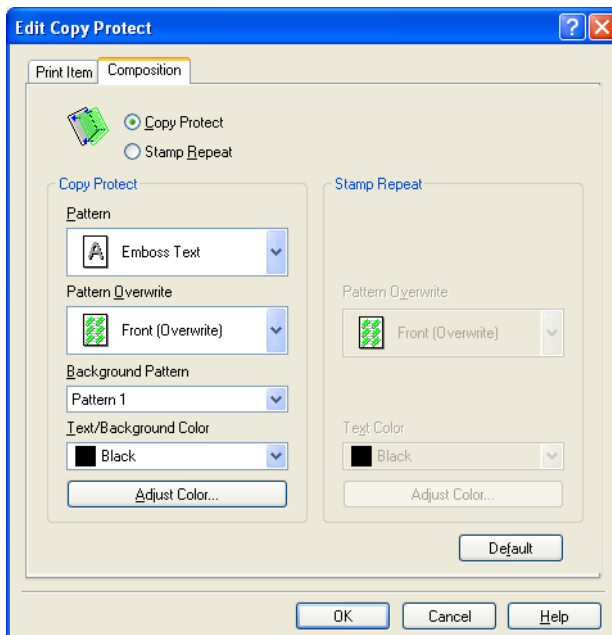 Edit Copy Protect
Print Item Composition
Copy Protect
Stamp Repeat
Copy Protect Stamp Repeat
Pattern
A Emboss Text
Pattern Overwrite Pattern Overwrite
Front (Overwrite) Front (Overwrite)
Background Pattern
Pattern 1
Text/Background Color Text Color
Black Black
Adjust Color... Adjust Color...
Default
OK Cancel Help